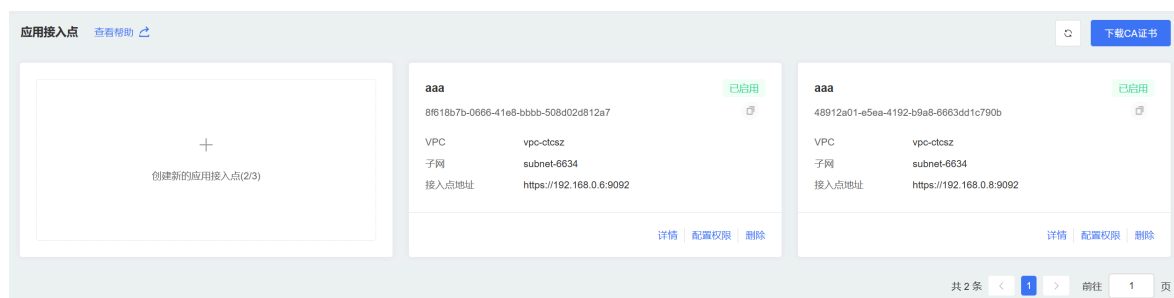 应用接入点 查看帮助 下载CA证书
创建新的应用接入点(2/3)
aaa 已启用
8f618b7b-0666-41e8-bbbb-508d02d812a7
VPC vpc-ctcsz
子网 subnet-6634
接入点地址 https://192.168.0.6:9092
详情 配置权限 删除
aaa 已启用
48912a01-e5ea-4192-b9a8-6663dd1c790b
VPC vpc-ctcsz
子网 subnet-6634
接入点地址 https://192.168.0.8:9092
详情 配置权限 删除
共 2 条 1 前往 1 页